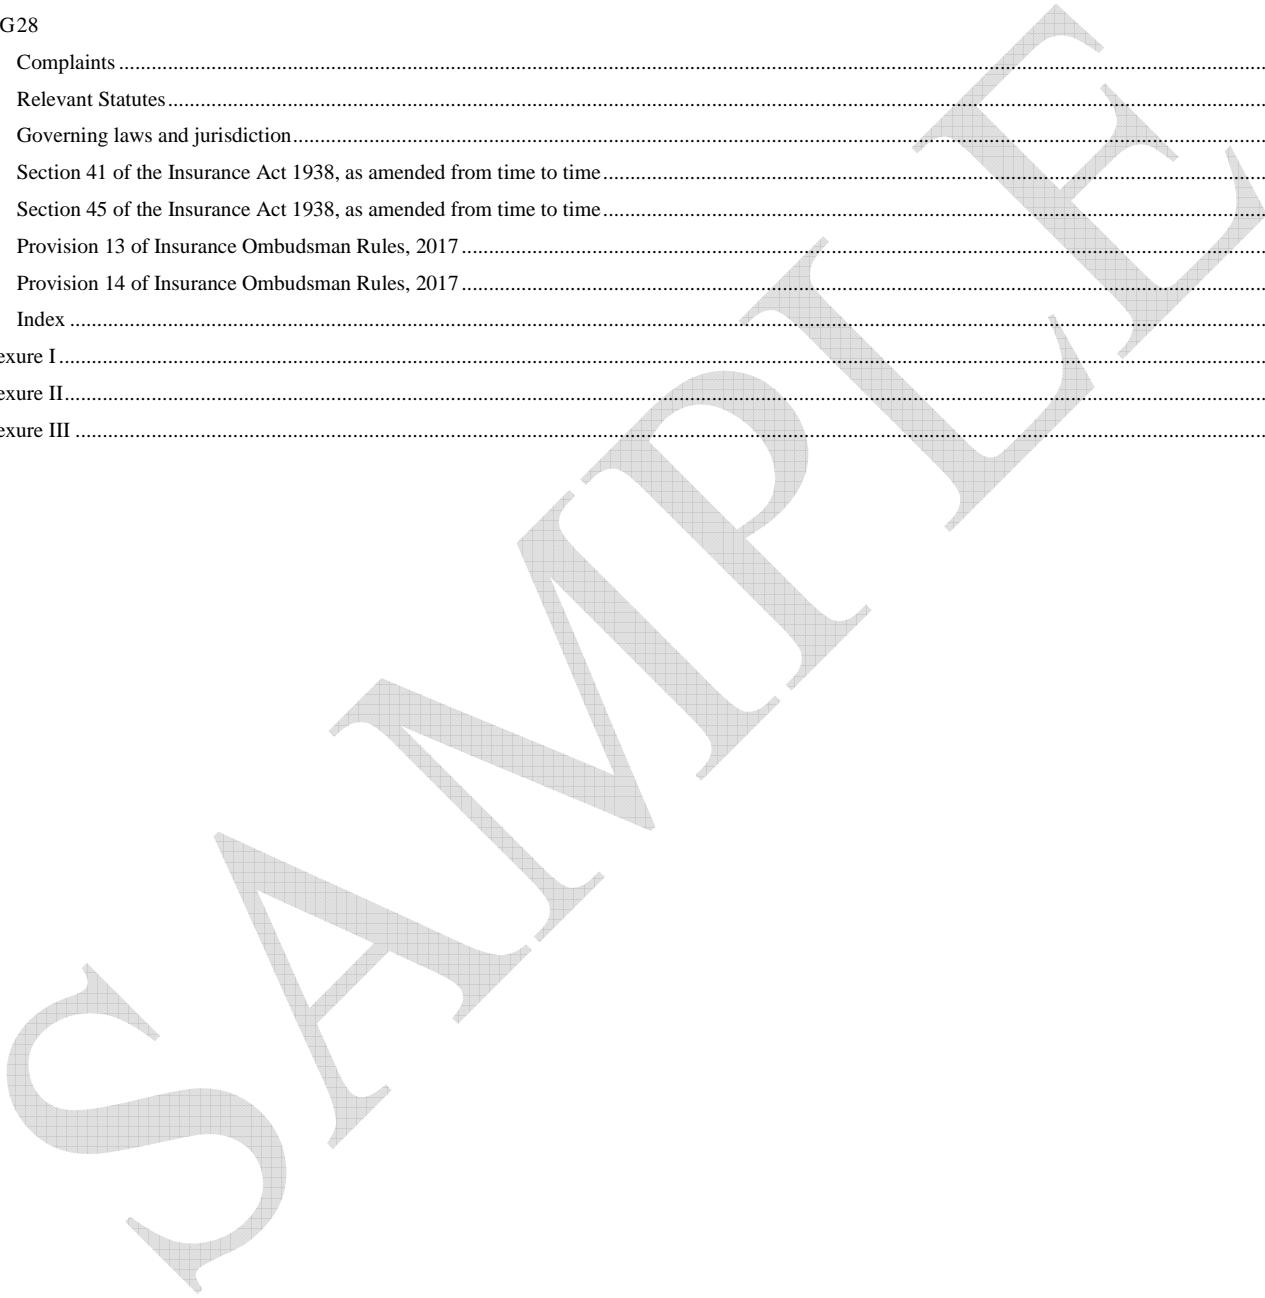 G28
Complaints ........................................................
Relevant Statutes ........................................................
Governing laws and jurisdiction ........................................................
Section 41 of the Insurance Act 1938, as amended from time to time ........................................................
Section 45 of the Insurance Act 1938, as amended from time to time ........................................................
Provision 13 of Insurance Ombudsman Rules, 2017 ........................................................
Provision 14 of Insurance Ombudsman Rules, 2017 ........................................................
Index ........................................................
exure I ........................................................
exure II ........................................................
exure III ........................................................
SAMPLE